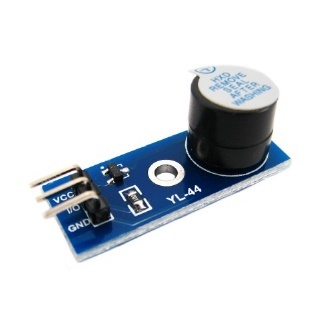 HXD
REMOVE
SEAL
AFTER
WASHING
VCC
I/O
GND
YL-44